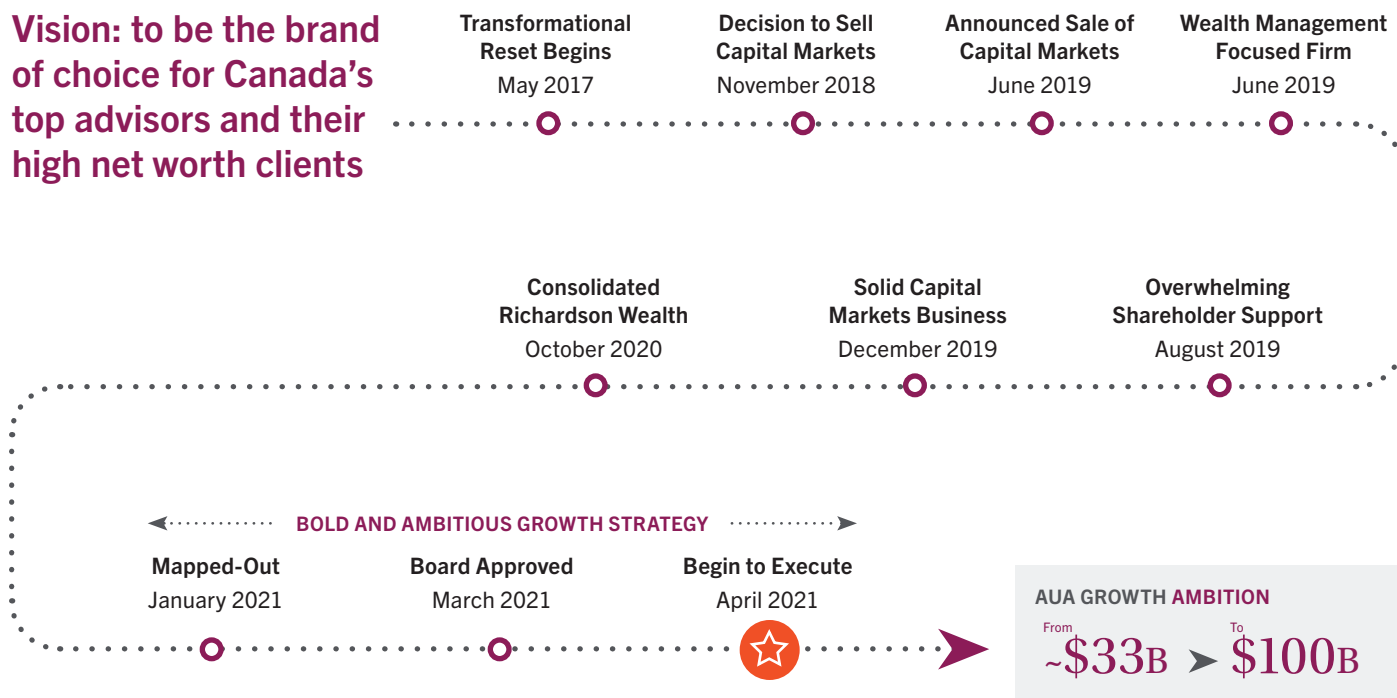 Vision: to be the brand
of choice for Canada's
top advisors and their
high net worth clients
Transformational
Reset Begins
May 2017
Decision to Sell
Capital Markets
November 2018
Announced Sale of
Capital Markets
June 2019
Wealth Management
Focused Firm
June 2019
Overwhelming
Shareholder Support
August 2019
Solid Capital
Markets Business
December 2019
Consolidated
Richardson Wealth
October 2020
BOLD AND AMBITIOUS GROWTH STRATEGY
Mapped-Out
January 2021
Board Approved
March 2021
Begin to Execute
April 2021
AUA GROWTH AMBITION
From
~$33B
To
$100B